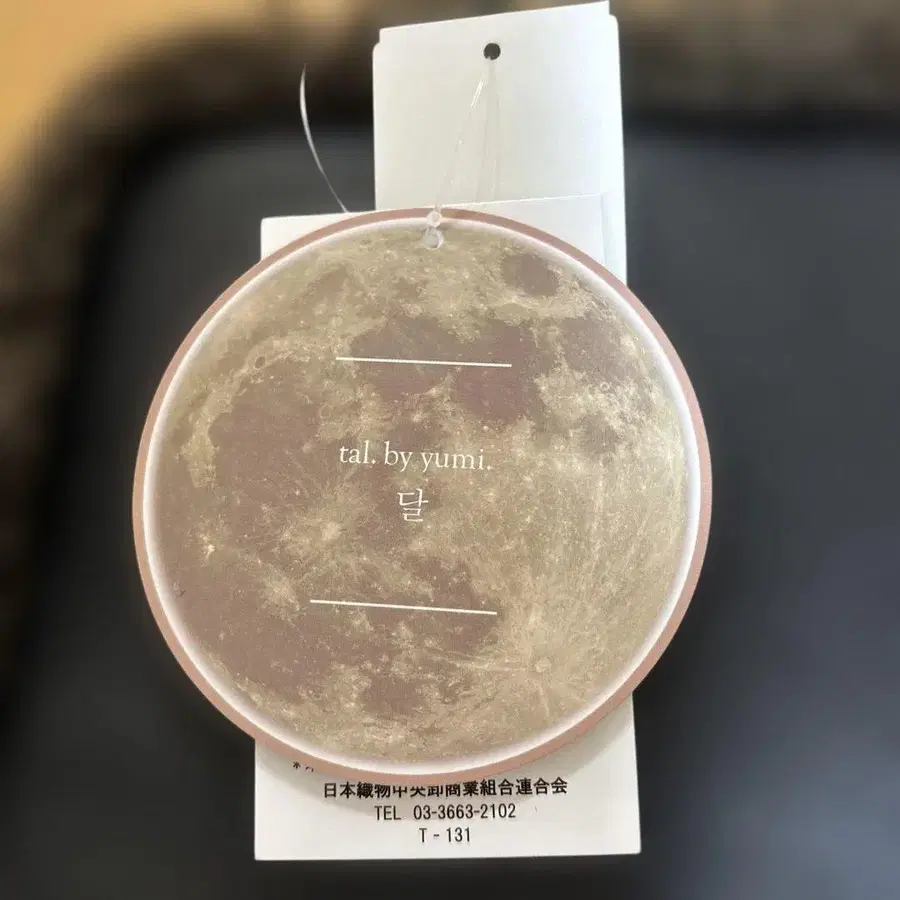 tal. by yumi.
달
日本織物中央卸商業組合連合会
TEL 03-3663-2102
T - 131